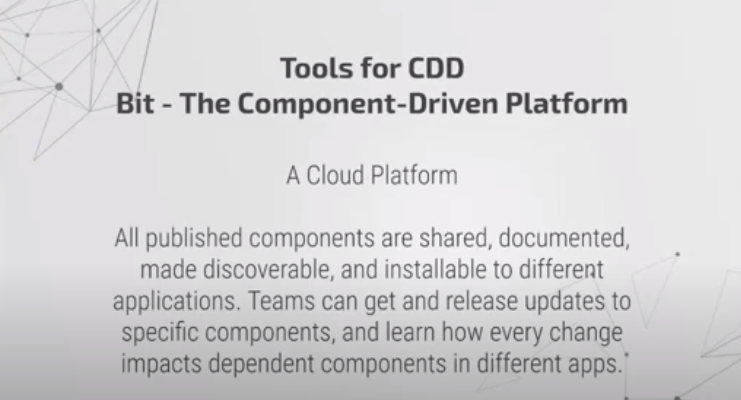 Tools for CDD
Bit - The Component-Driven Platform
A Cloud Platform
All published components are shared, documented,
made discoverable, and installable to different
applications. Teams can get and release updates to
specific components, and learn how every change
impacts dependent components in different apps.